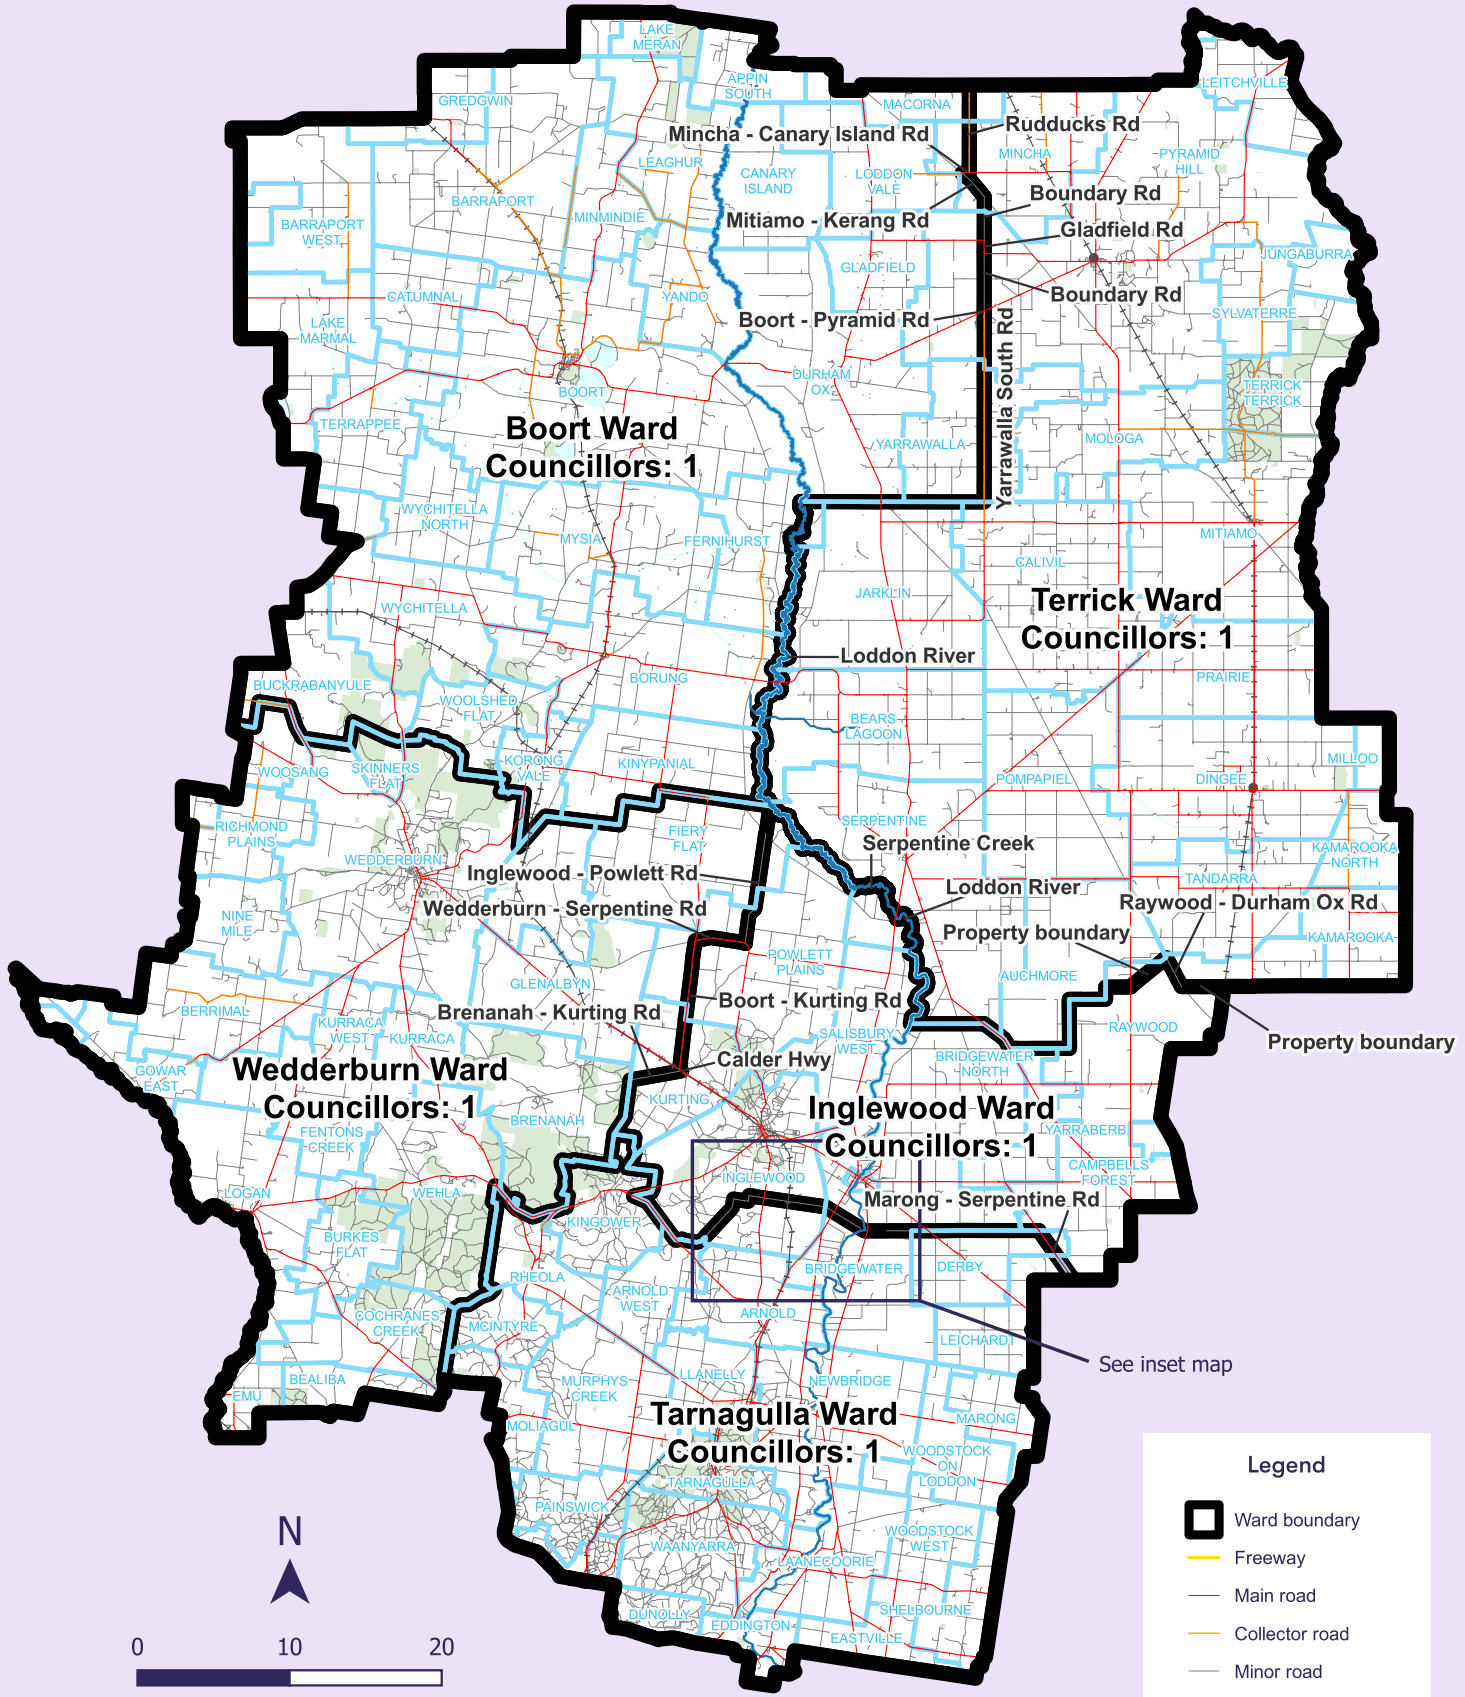 LAKE
MERAN
APPIN
SOUTH
LEITCHVILLE
GREDGWIN
MACORNA
Rudducks Rd
Mincha - Canary Island Rd
MINCHA
PYRAMID
HILL
LEAGHUR
CANARY
ISLAND
LODDON
VALE
BARRAPORT
Boundary Rd
MINMINDIE
Mitiamo - Kerang Rd
BARRAPORT
WEST
Gladfield Rd
JUNGABURRA
GLADFIELD
CATUMNAL
YANDO
Boundary Rd
LAKE
MARMAL
Boort - Pyramid Rd
SYLVATERRE
Yarrawalla South Rd
DURHAM
OX
BOORT
TERRICK
TERRICK
TERRAPPEE
Boort Ward
Councillors: 1
YARRAWALLA
MOLOGA
WYCHITELLA
NORTH
MYSIA
FERNIHURST
MITIAMO
CALIVIL
JARKLIN
Terrick Ward
Councillors: 1
WYCHITELLA
Loddon River
BUCKRABANYULE
BORUNG
PRAIRIE
WOOLSHED
FLAT
BEARS
LAGOON
WOOSANG
SKINNERS
FLAT
KORONG
VALE
KINYPANIAL
POMPAPIEL
DINGEE
MILLOO
RICHMOND
PLAINS
FIERY
FLAT
SERPENTINE
Serpentine Creek
KAMAROOKA
NORTH
WEDDERBURN
Inglewood - Powlett Rd
TANDARRA
Loddon River
Raywood - Durham Ox Rd
Wedderburn - Serpentine Rd
NINE
MILE
Property boundary
KAMAROOKA
POWLETT
PLAINS
AUCHMORE
GLENALBYN
Boort - Kurting Rd
BERRIMAL
Brenanah - Kurting Rd
KURRACA
WEST
KURRACA
SALISBURY
WEST
RAYWOOD
Property boundary
Calder Hwy
BRIDGEWATER
NORTH
GOWAR
EAST
Wedderburn Ward
Councillors: 1
KURTING
Inglewood Ward
Councillors: 1
BRENANAH
FENTONS
CREEK
YARRABERB
CAMPBELLS
FOREST
LOGAN
WEHLA
INGLEWOOD
Marong - Serpentine Rd
KINGOWER
BURKES
FLAT
BRIDGEWATER
DERBY
RHEOLA
ARNOLD
WEST
ARNOLD
COCHRANES
CREEK
MCINTYRE
LEICHARDT
See inset map
BEALIBA
EMU
MURPHYS
CREEK
LLANELLY
NEWBRIDGE
Tarnagulla Ward
Councillors: 1
MOLIAGUL
MARONG
WOODSTOCK
ON
LODDON
TARNAGULLA
PAINSWICK
WOODSTOCK
WEST
WAANYARRA
LAANECOORIE
DUNOLLY
EDDINGTON
SHELBOURNE
EASTVILLE
N
0 10 20
Legend
Ward boundary
Freeway
Main road
Collector road
Minor road